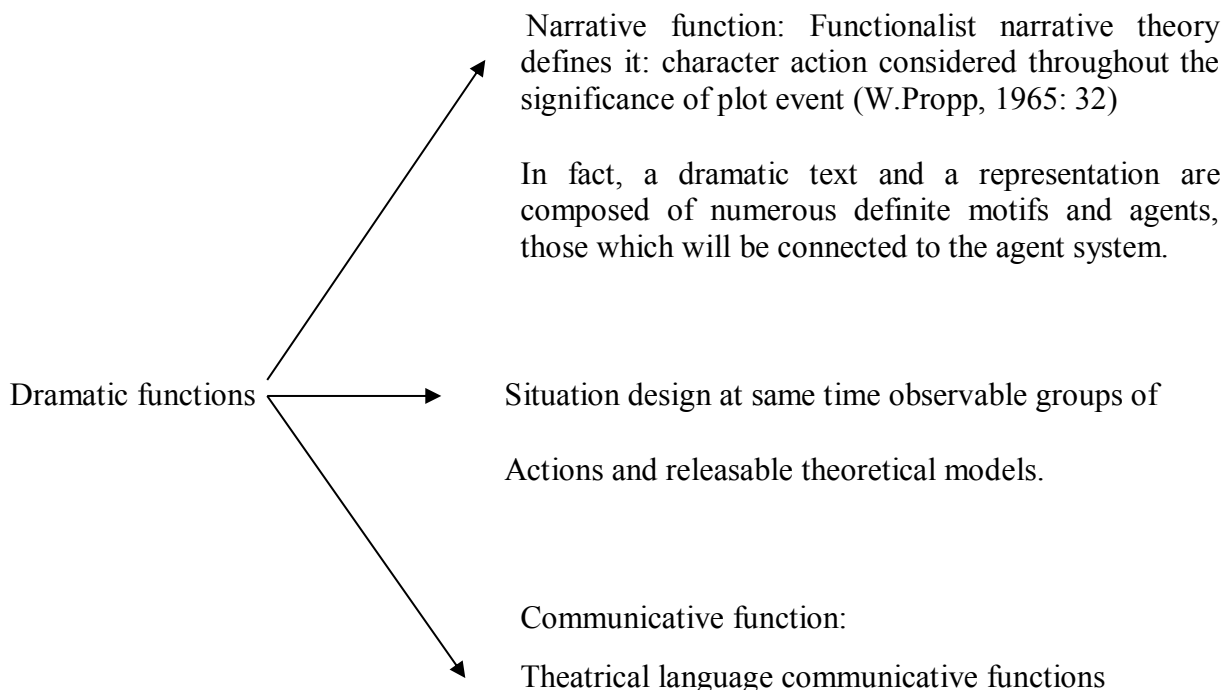 Narrative function: Functionalist narrative theory
defines it: character action considered throughout the
significance of plot event (W.Propp, 1965: 32)
In fact, a dramatic text and a representation are
composed of numerous definite motifs and agents,
those which will be connected to the agent system.
Dramatic functions
Situation design at same time observable groups of
Actions and releasable theoretical models.
Communicative function:
Theatrical language communicative functions